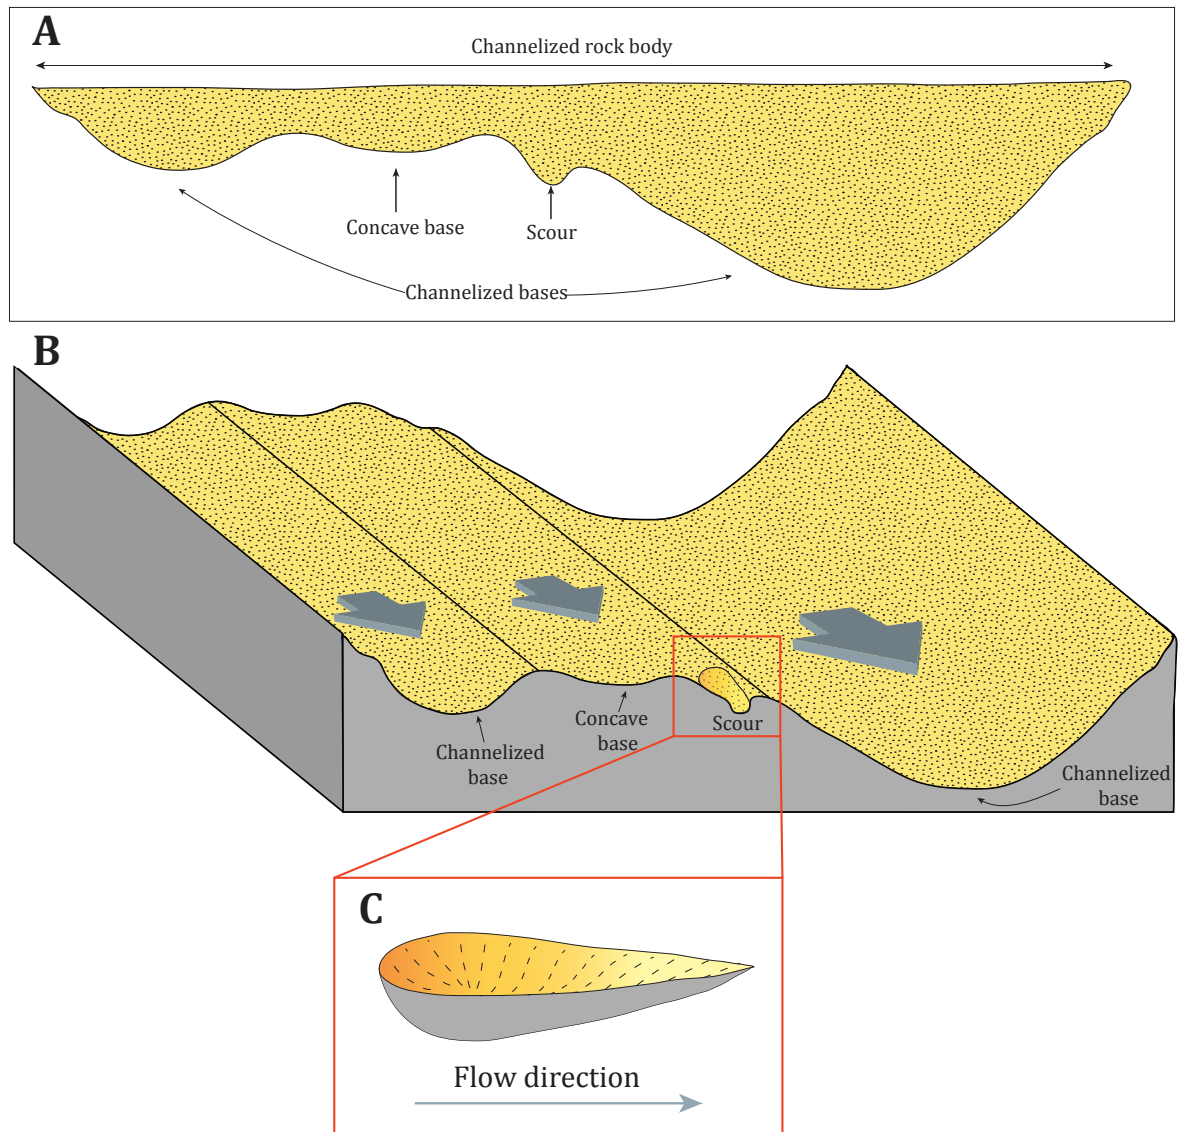 A
Channelized rock body
Concave base
Scour
Channelized bases
B
Channelized
base
Concave
base
Scour
Channelized
base
C
Flow direction